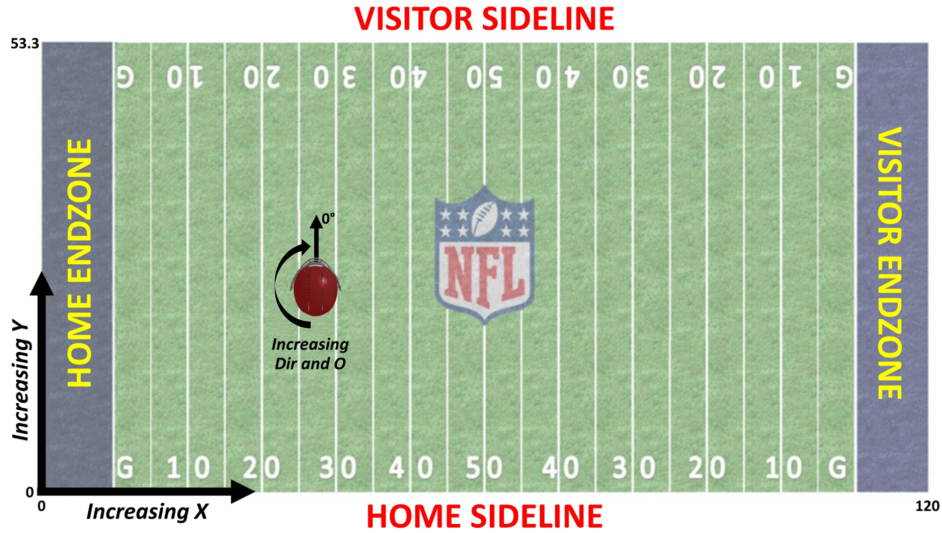 VISITOR SIDELINE
53.3
G 10 20 30 40 50 40 30 20 10 G
HOME ENDZONE
VISITOR ENDZONE
NFL
0°
Increasing
Dir and O
Increasing Y
G 10 20 30 40 50 40 30 20 10 G
0
0
120
Increasing X
HOME SIDELINE